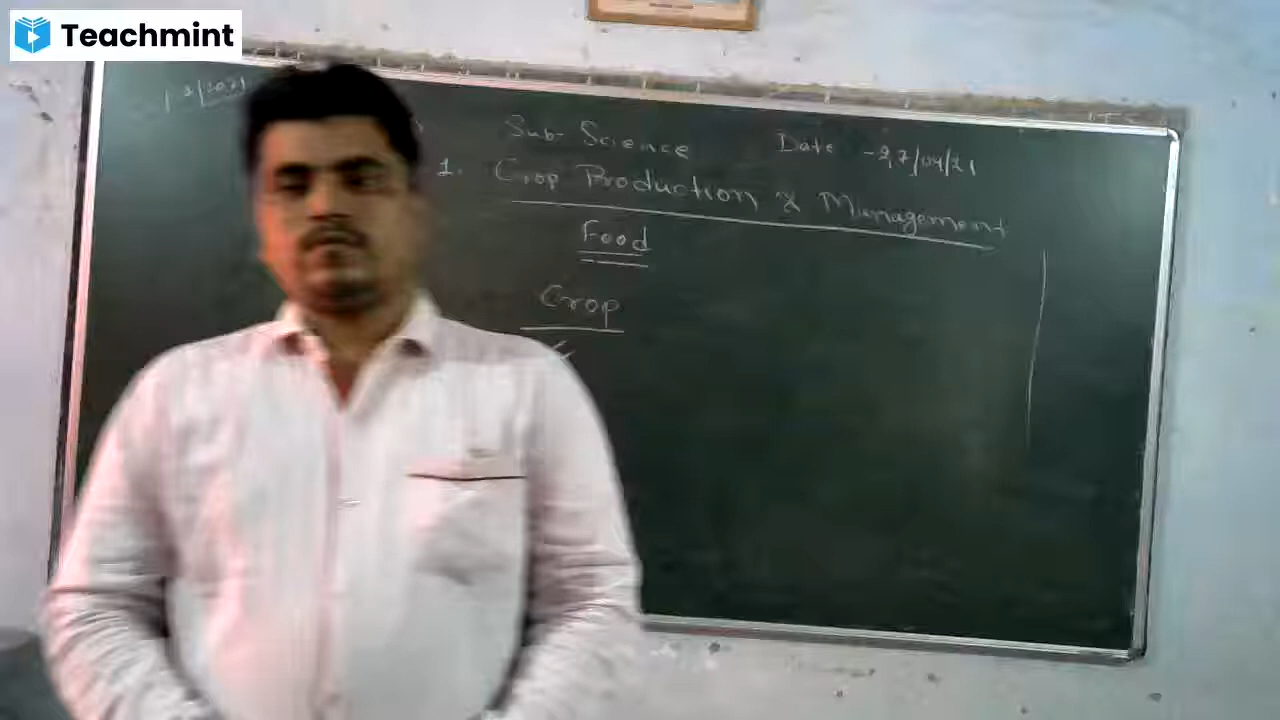 Teachmint
Sub- Science
Date - 27/04/21
1. Crop Production & Management
Food
Crop